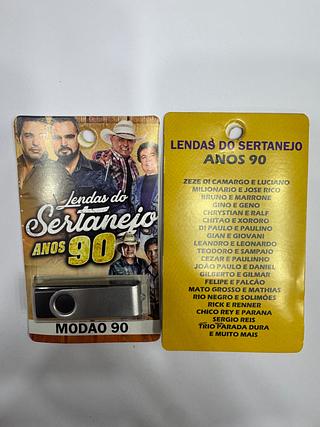 Lendas do
Sertanejo
ANOS 90
MODÃO 90
LENDAS DO SERTANEJO
ANOS 90
ZEZE DI CAMARGO E LUCIANO
MILIONARIO E JOSE RICO
BRUNO E MARRONE
GINO E GENO
CHRYSTIAN E RALF
CHITAO E XORORO
DI PAULO E PAULINO
GIAN E GIOVANI
LEANDRO E LEONARDO
TEODORO E SAMPAIO
CEZAR E PAULINHO
JOÃO PAULO E DANIEL
GILBERTO E GILMAR
FELIPE E FALCÃO
MATO GROSSO E MATHIAS
RIO NEGRO E SOLIMÕES
RICK E RENNER
CHICO REY E PARANA
SERGIO REIS
TRIO PARADA DURA
E MUITO MAIS